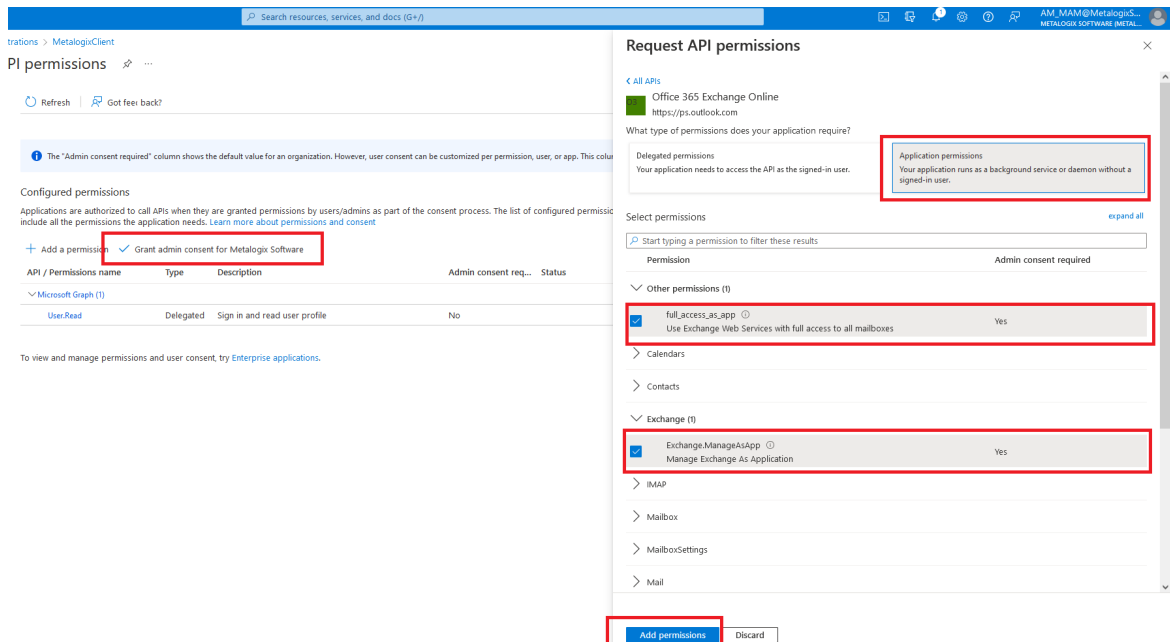 Search resources, services, and docs (G+/)
1
AM_MAM@MetalogixS...
METALOGIX SOFTWARE (METAL...
trations > MetalogixClient
PI permissions
Refresh
Got feel back?
The "Admin consent required" column shows the default value for an organization. However, user consent can be customized per permission, user, or app. This colu
Configured permissions
Applications are authorized to call APIs when they are granted permissions by users/admins as part of the consent process. The list of configured permissic
include all the permissions the application needs. Learn more about permissions and consent
Add a permission
Grant admin consent for Metalogix Software
API / Permissions name Type Description Admin consent req... Status
Microsoft Graph (1)
User.Read Delegated Sign in and read user profile No
To view and manage permissions and user consent, try Enterprise applications.
Request API permissions
All APIs
Office 365 Exchange Online
https://ps.outlook.com
What type of permissions does your application require?
Delegated permissions
Your application needs to access the API as the signed-in user.
Application permissions
Your application runs as a background service or daemon without a
signed-in user.
Select permissions
expand all
Start typing a permission to filter these results
Permission Admin consent required
Other permissions (1)
full_access_as_app
Use Exchange Web Services with full access to all mailboxes
Yes
Calendars
Contacts
Exchange (1)
Exchange.ManageAsApp
Manage Exchange As Application
Yes
IMAP
Mailbox
MailboxSettings
Mail
Add permissions
Discard